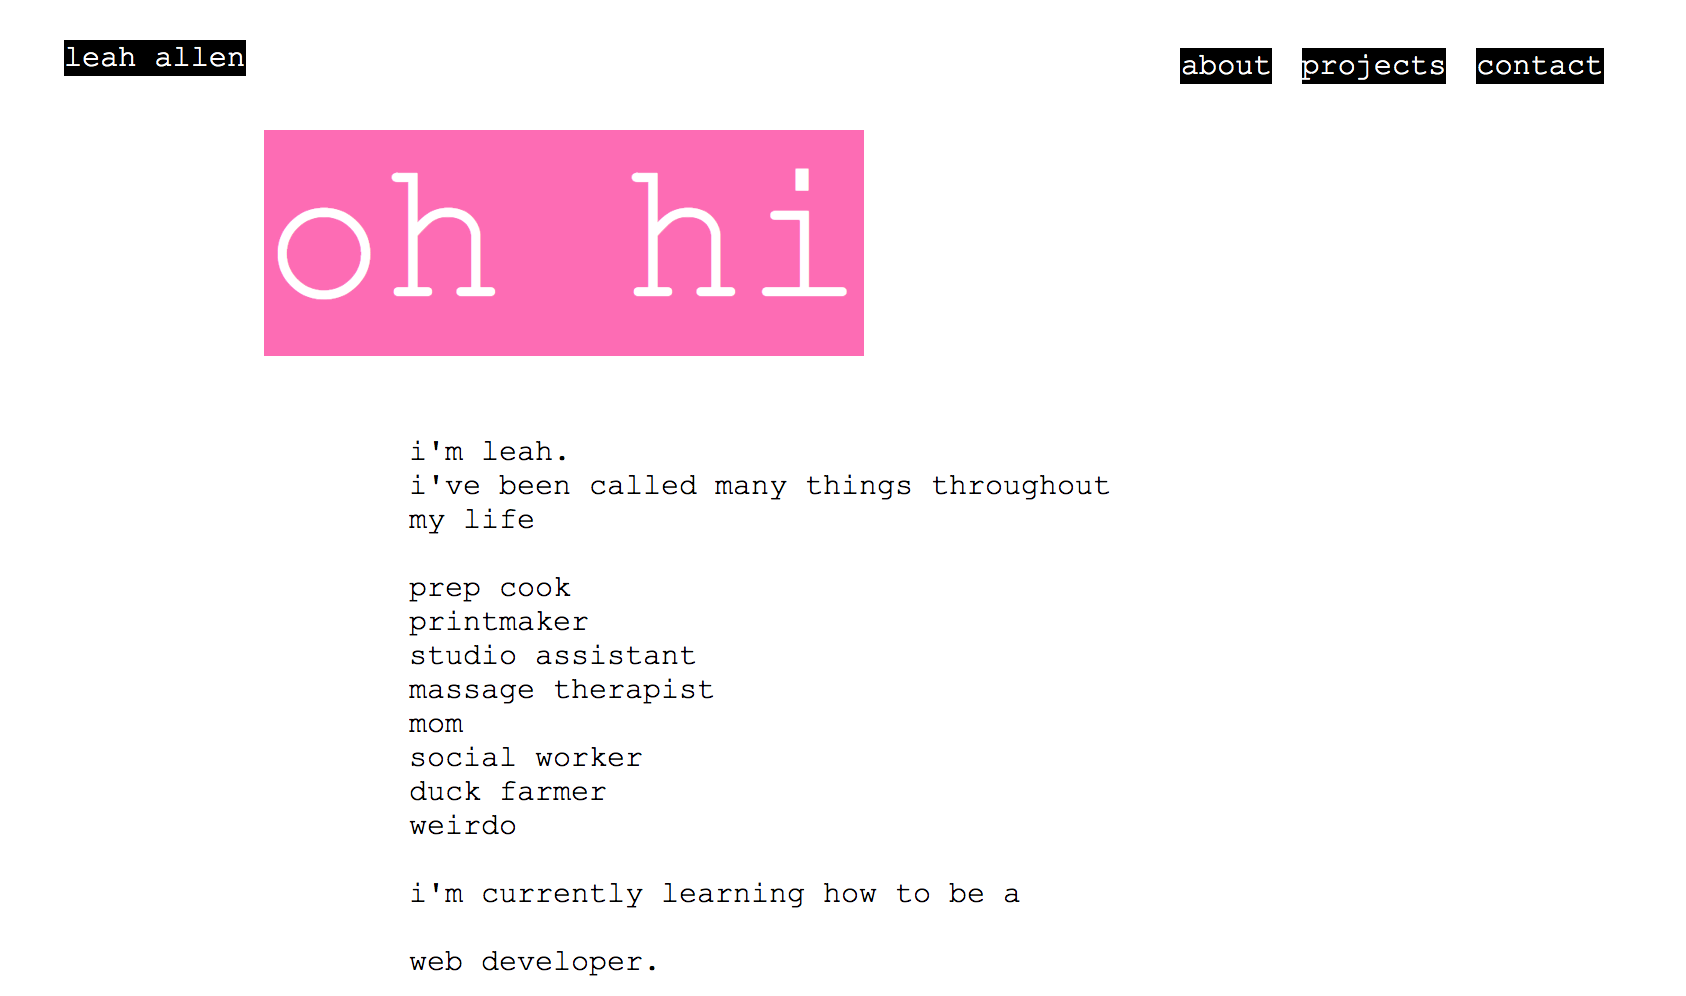 leah allen
about projects contact
oh hi
i'm leah.
i've been called many things throughout
my life
prep cook
printmaker
studio assistant
massage therapist
mom
social worker
duck farmer
weirdo
i'm currently learning how to be a
web developer.